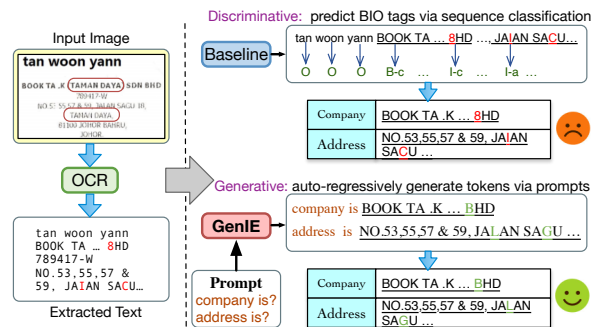 Input Image
tan woon yann
BOOK TA .K (TAMAN DAYA) SDN BHD
789417-W
NO.53 55,57 & 59, JALAN SAGU 18,
TAMAN DAYA,
81100 JOHOR BAHRU,
JOHOR.
OCR
tan woon yann
BOOK TA … 8HD
789417-W
NO.53,55,57 &
59, JAIAN SACU…
Extracted Text
Discriminative: predict BIO tags via sequence classification
Baseline
tan woon yann BOOK TA … 8HD …, JAIAN SACU…
O O O B-c … I-c … I-a …
Company BOOK TA .K … 8HD
Address NO.53,55,57 & 59, JAIAN
SACU …
Generative: auto-regressively generate tokens via prompts
GenIE
company is BOOK TA .K … BHD
address is NO.53,55,57 & 59, JALAN SAGU …
Prompt
company is?
address is?
Company BOOK TA .K … BHD
Address NO.53,55,57 & 59, JALAN
SAGU …